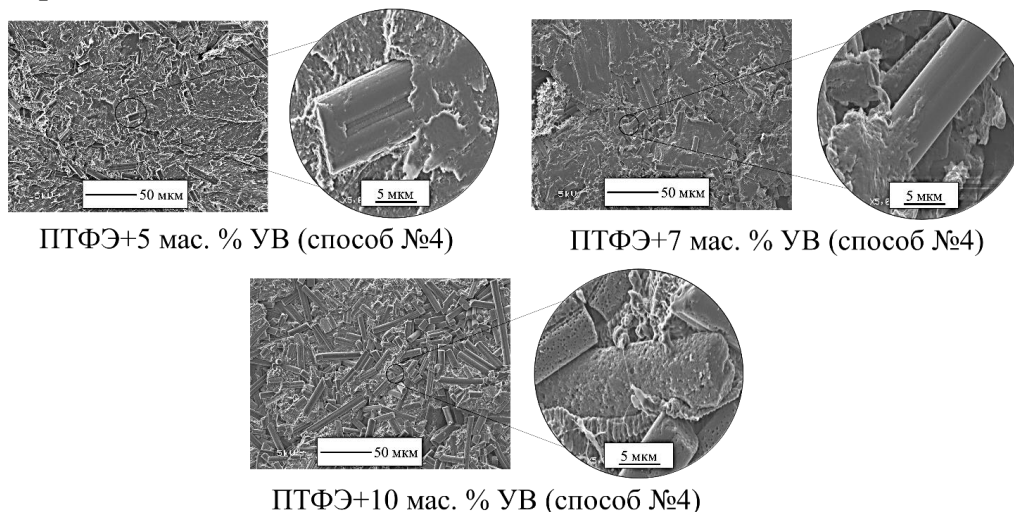 50 мкм
5 мкм
50 мкм
5 мкм
ПТФЭ+5 мас. % УВ (способ №4)
ПТФЭ+7 мас. % УВ (способ №4)
50 мкм
5 мкм
ПТФЭ+10 мас. % УВ (способ №4)